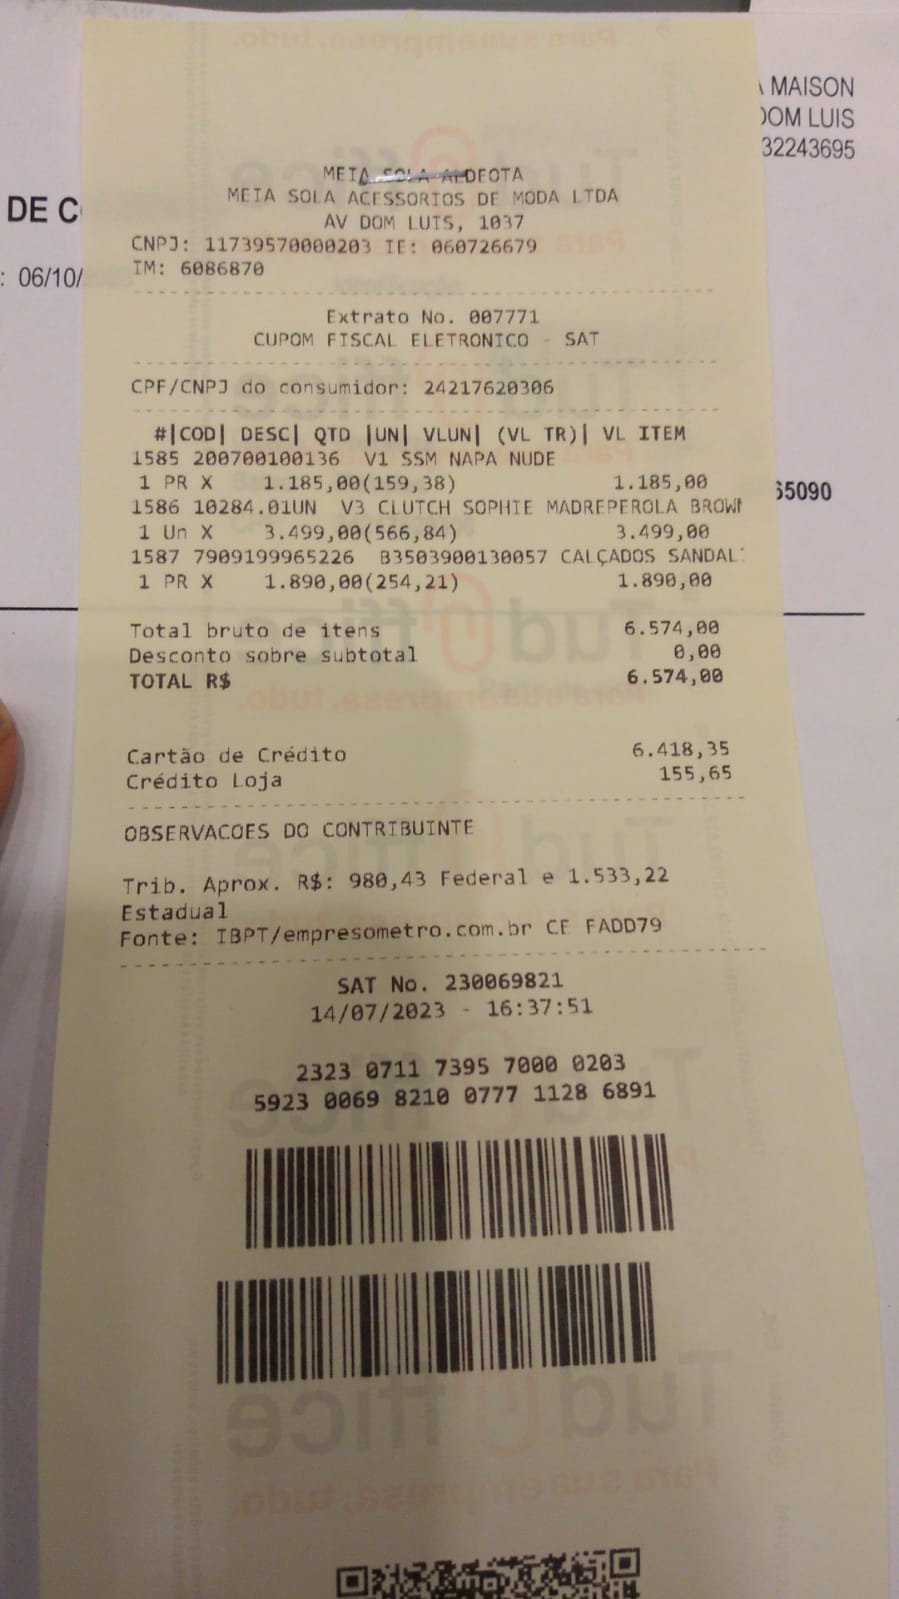 A MAISON
DOM LUIS
32243695
DE C
: 06/10/
META SOLA ALDEOTA
META SOLA ACESSORIOS DE MODA LTDA
AV DOM LUIS, 1037
CNPJ: 11739570000203 IE: 060726679
IM: 6086870
Extrato No. 007771
CUPOM FISCAL ELETRONICO - SAT
CPF/CNPJ do consumidor: 24217620306
#|COD| DESC| QTD |UN| VLUN| (VL TR)| VL ITEM
1585 200700100136 V1 SSM NAPA NUDE
1 PR X 1.185,00(159,38) 1.185,00
65090
1586 10284.01UN V3 CLUTCH SOPHIE MADREPEROLA BROWN
1 Un X 3.499,00(566,84) 3.499,00
1587 7909199965226 B3503900130057 CALÇADOS SANDAL
1 PR X 1.890,00(254,21) 1.890,00
Total bruto de itens 6.574,00
Desconto sobre subtotal 0,00
TOTAL R$ 6.574,00
Cartão de Crédito 6.418,35
Crédito Loja 155,65
OBSERVACOES DO CONTRIBUINTE
Trib. Aprox. R$: 980,43 Federal e 1.533,22
Estadual
Fonte: IBPT/empresometro.com.br CF FADD79
SAT No. 230069821
14/07/2023 - 16:37:51
2323 0711 7395 7000 0203
5923 0069 8210 0777 1128 6891
Tudoffice
Para sua empresa, tudo.